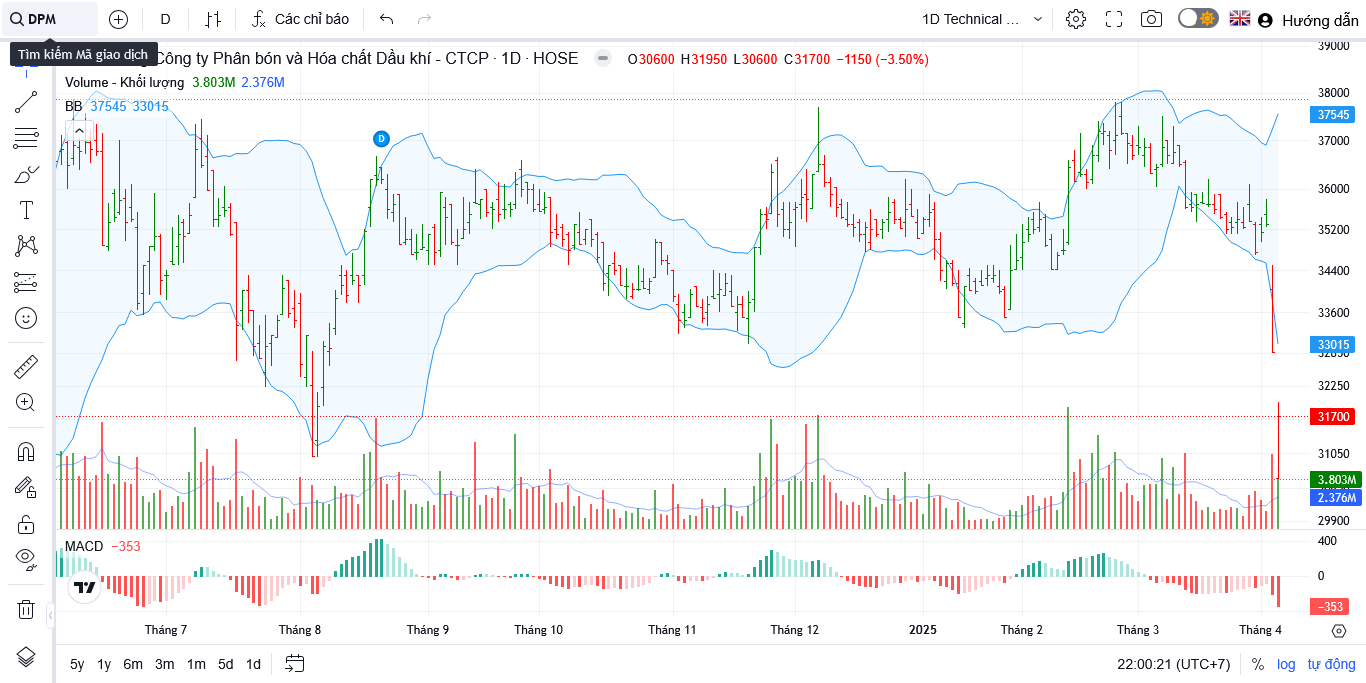 DPM
D
Các chỉ báo
1D Technical ...
Hướng dẫn
Tìm kiếm Mã giao dịch
Công ty Phân bón và Hóa chất Dầu khí - CTCP · 1D · HOSE
O30600 H31950 L30600 C31700 −1150 (−3.50%)
Volume - Khối lượng 3.803M 2.376M
BB 37545 33015
D
39000
38000
37545
37000
36000
35200
34400
33600
33015
32250
31700
31050
3.803M
2.376M
29900
MACD −353
400
0
−353
Tháng 7
Tháng 8
Tháng 9
Tháng 10
Tháng 11
Tháng 12
2025
Tháng 2
Tháng 3
Tháng 4
5y 1y 6m 3m 1m 5d 1d
22:00:21 (UTC+7)
% log tự động